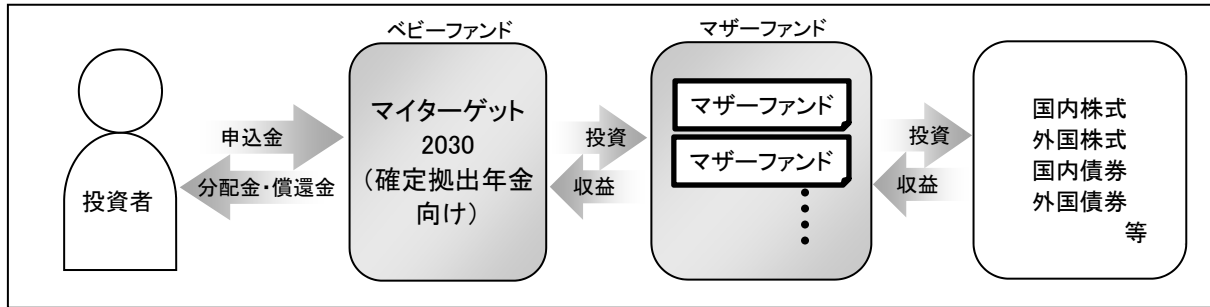 ベビーファンド
マザーファンド
投資者
申込金
分配金・償還金
マイターゲット
2030
（確定拠出年金
向け）
投資
収益
マザーファンド
マザーファンド
投資
収益
国内株式
外国株式
国内債券
外国債券
等